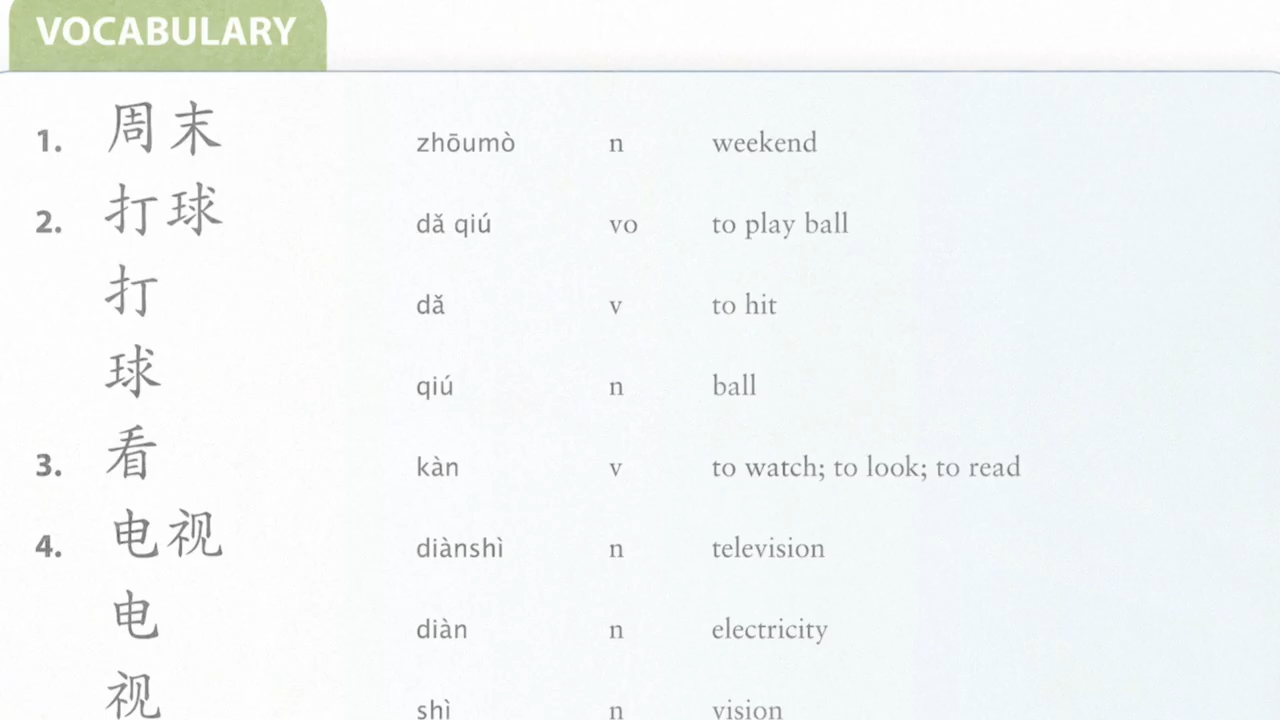 VOCABULARY
1. 周末 zhōumò n weekend
2. 打球 dǎ qiú vo to play ball
打 dǎ v to hit
球 qiú n ball
3. 看 kàn v to watch; to look; to read
4. 电视 diànshì n television
电 diàn n electricity
视 shì n vision